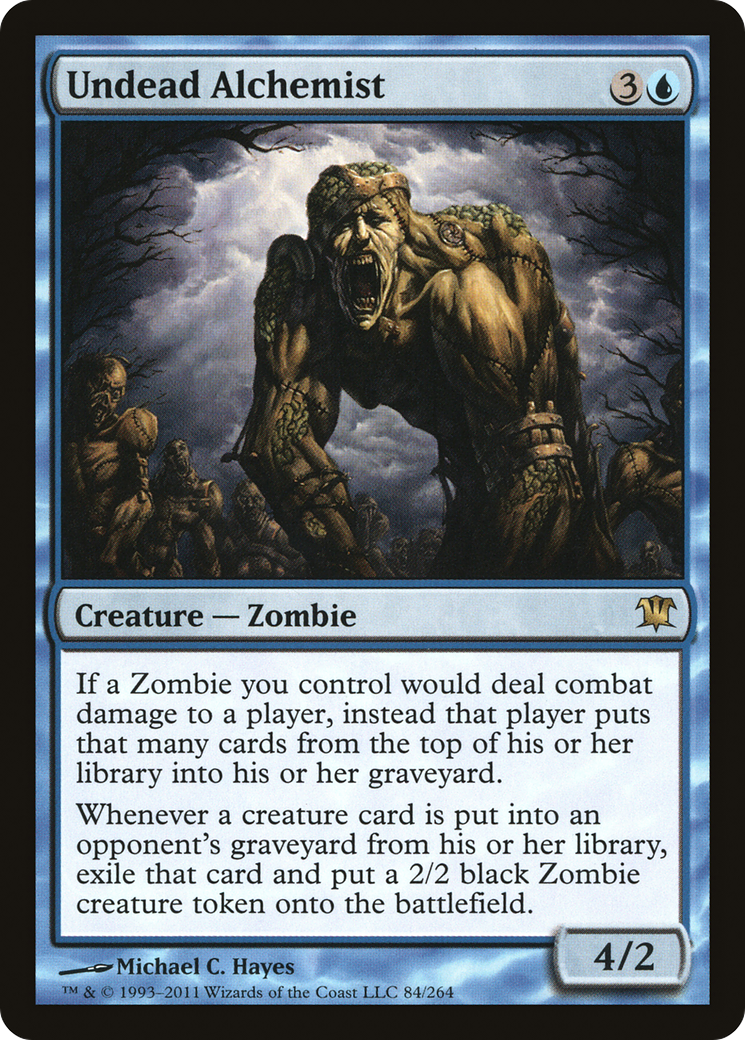 Undead Alchemist 3
Creature — Zombie
If a Zombie you control would deal combat
damage to a player, instead that player puts
that many cards from the top of his or her
library into his or her graveyard.
Whenever a creature card is put into an
opponent's graveyard from his or her library,
exile that card and put a 2/2 black Zombie
creature token onto the battlefield.
4/2
Michael C. Hayes
™ & © 1993–2011 Wizards of the Coast LLC 84/264